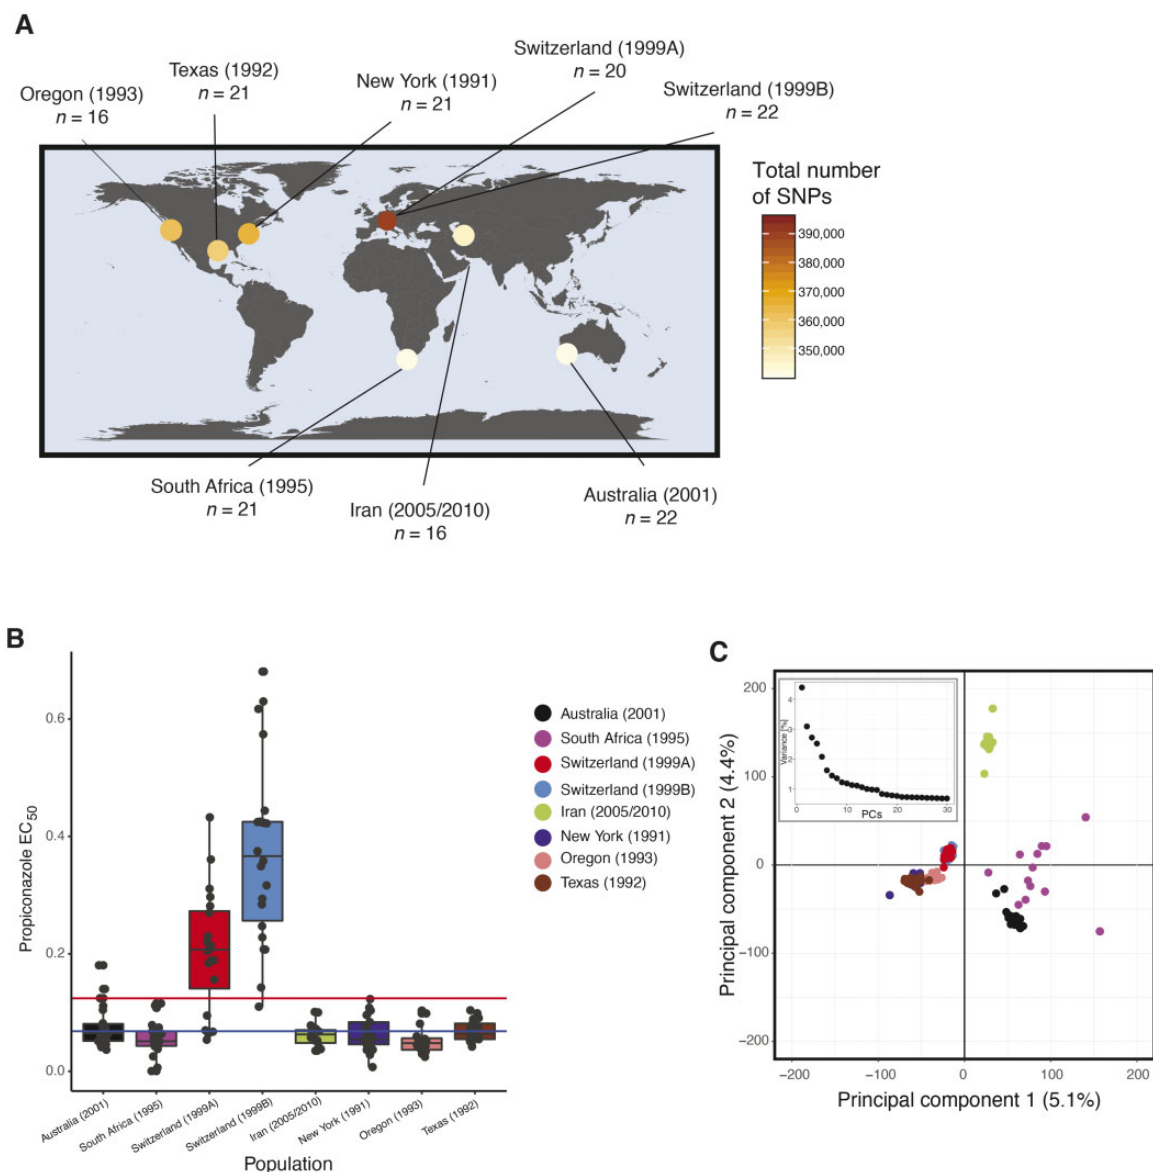 A
Oregon (1993)
n = 16
Texas (1992)
n = 21
New York (1991)
n = 21
Switzerland (1999A)
n = 20
Switzerland (1999B)
n = 22
South Africa (1995)
n = 21
Iran (2005/2010)
n = 16
Australia (2001)
n = 22
Total number
of SNPs
390,000
380,000
370,000
360,000
350,000
B
Propiconazole EC50
0.6
0.4
0.2
0.0
Australia (2001)
South Africa (1995)
Switzerland (1999A)
Switzerland (1999B)
Iran (2005/2010)
New York (1991)
Oregon (1993)
Texas (1992)
Population
Australia (2001)
South Africa (1995)
Switzerland (1999A)
Switzerland (1999B)
Iran (2005/2010)
New York (1991)
Oregon (1993)
Texas (1992)
C
Principal component 2 (4.4%)
200
100
0
−100
−200
Variance [%]
4
3
2
1
0
10
20
30
PCs
−200
−100
0
100
200
Principal component 1 (5.1%)